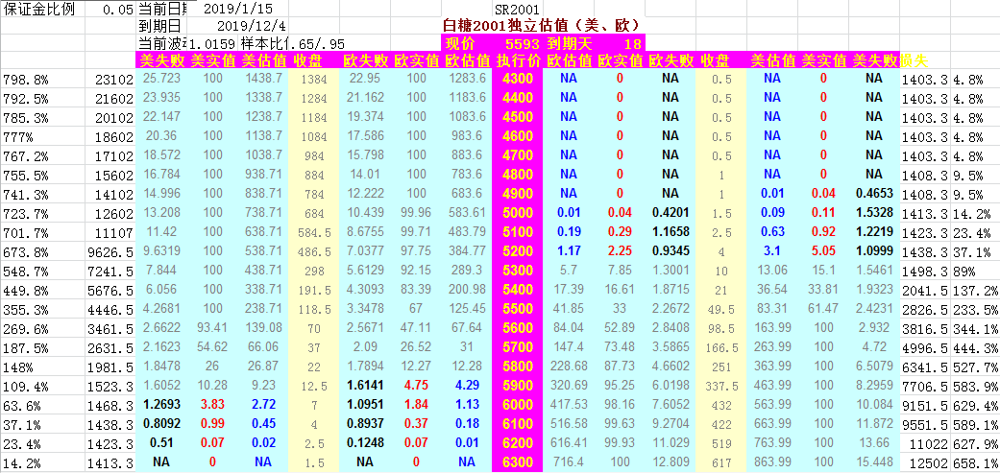 保证金比例 0.05 当前日期 2019/1/15 SR2001
到期日 2019/12/4 白糖2001独立估值（美、欧）
当前波动 1.0159 样本比例 .65/.95 现价 5593 到期天 18
美失败 美实值 美估值 收盘 欧失败 欧实值 欧估值 执行价 欧估值 欧实值 欧失败 收盘 美估值 美实值 美失败 损失
798.8% 23102 25.723 100 1438.7 1384 22.95 100 1283.6 4300 NA 0 NA 0.5 NA 0 NA 1403.3 4.8%
792.5% 21602 23.935 100 1338.7 1284 21.162 100 1183.6 4400 NA 0 NA 0.5 NA 0 NA 1403.3 4.8%
785.3% 20102 22.147 100 1238.7 1184 19.374 100 1083.6 4500 NA 0 NA 0.5 NA 0 NA 1403.3 4.8%
777% 18602 20.36 100 1138.7 1084 17.586 100 983.6 4600 NA 0 NA 0.5 NA 0 NA 1403.3 4.8%
767.2% 17102 18.572 100 1038.7 984 15.798 100 883.6 4700 NA 0 NA 0.5 NA 0 NA 1403.3 4.8%
755.5% 15602 16.784 100 938.71 884 14.01 100 783.6 4800 NA 0 NA 1 NA 0 NA 1408.3 9.5%
741.3% 14102 14.996 100 838.71 784 12.222 100 683.6 4900 NA 0 NA 1 0.01 0.04 0.4653 1408.3 9.5%
723.7% 12602 13.208 100 738.71 684 10.439 99.96 583.61 5000 0.01 0.04 0.4201 1.5 0.09 0.11 1.5328 1413.3 14.2%
701.7% 11107 11.42 100 638.71 584.5 8.6755 99.71 483.79 5100 0.19 0.29 1.1658 2.5 0.63 0.92 1.2219 1423.3 23.4%
673.8% 9626.5 9.6319 100 538.71 486.5 7.0377 97.75 384.77 5200 1.17 2.25 0.9345 4 3.1 5.05 1.0999 1438.3 37.1%
548.7% 7241.5 7.844 100 438.71 298 5.6129 92.15 289.3 5300 5.7 7.85 1.3001 10 13.06 15.1 1.5461 1498.3 89%
449.8% 5676.5 6.056 100 338.71 191.5 4.3093 83.39 200.98 5400 17.39 16.61 1.8715 21 36.54 33.81 1.9323 2041.5 137.2%
355.3% 4446.5 4.2681 100 238.71 118.5 3.3478 67 125.45 5500 41.85 33 2.2672 49.5 83.31 61.47 2.4231 2826.5 233.5%
269.6% 3461.5 2.6622 93.41 139.08 70 2.5671 47.11 67.64 5600 84.04 52.89 2.8408 98.5 163.99 100 2.932 3816.5 344.1%
187.5% 2631.5 2.1623 54.62 66.06 37 2.09 26.52 31 5700 147.4 73.48 3.5865 166.5 263.99 100 4.72 4996.5 444.3%
148% 1981.5 1.8478 26 26.87 22 1.7894 12.27 12.28 5800 228.68 87.73 4.6602 251 363.99 100 6.5079 6341.5 527.7%
109.4% 1523.3 1.6052 10.28 9.23 12.5 1.6141 4.75 4.29 5900 320.69 95.25 6.0198 337.5 463.99 100 8.2959 7706.5 583.9%
63.6% 1468.3 1.2693 3.83 2.72 7 1.0951 1.84 1.13 6000 417.53 98.16 7.6052 432 563.99 100 10.084 9151.5 629.4%
37.1% 1438.3 0.8092 0.99 0.45 4 0.8937 0.37 0.18 6100 516.58 99.63 9.2704 422 663.99 100 11.872 9551.5 589.1%
23.4% 1423.3 0.51 0.07 0.02 2.5 0.1248 0.07 0.01 6200 616.41 99.93 11.029 519 763.99 100 13.66 11022 627.9%
14.2% 1413.3 NA 0 NA 1.5 NA 0 NA 6300 716.4 100 12.809 617 863.99 100 15.448 12502 658.1%